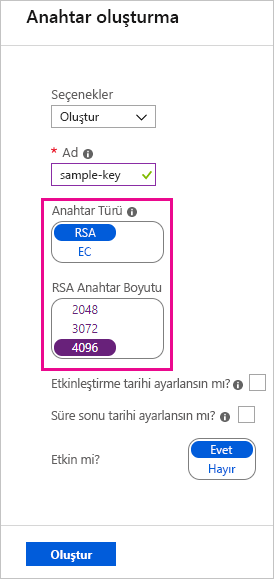 Anahtar oluşturma
Seçenekler
Oluştur
* Ad
sample-key
Anahtar Türü
RSA
EC
RSA Anahtar Boyutu
2048
3072
4096
Etkinleştirme tarihi ayarlansın mı?
Süre sonu tarihi ayarlansın mı?
Etkin mi?
Evet
Hayır
Oluştur